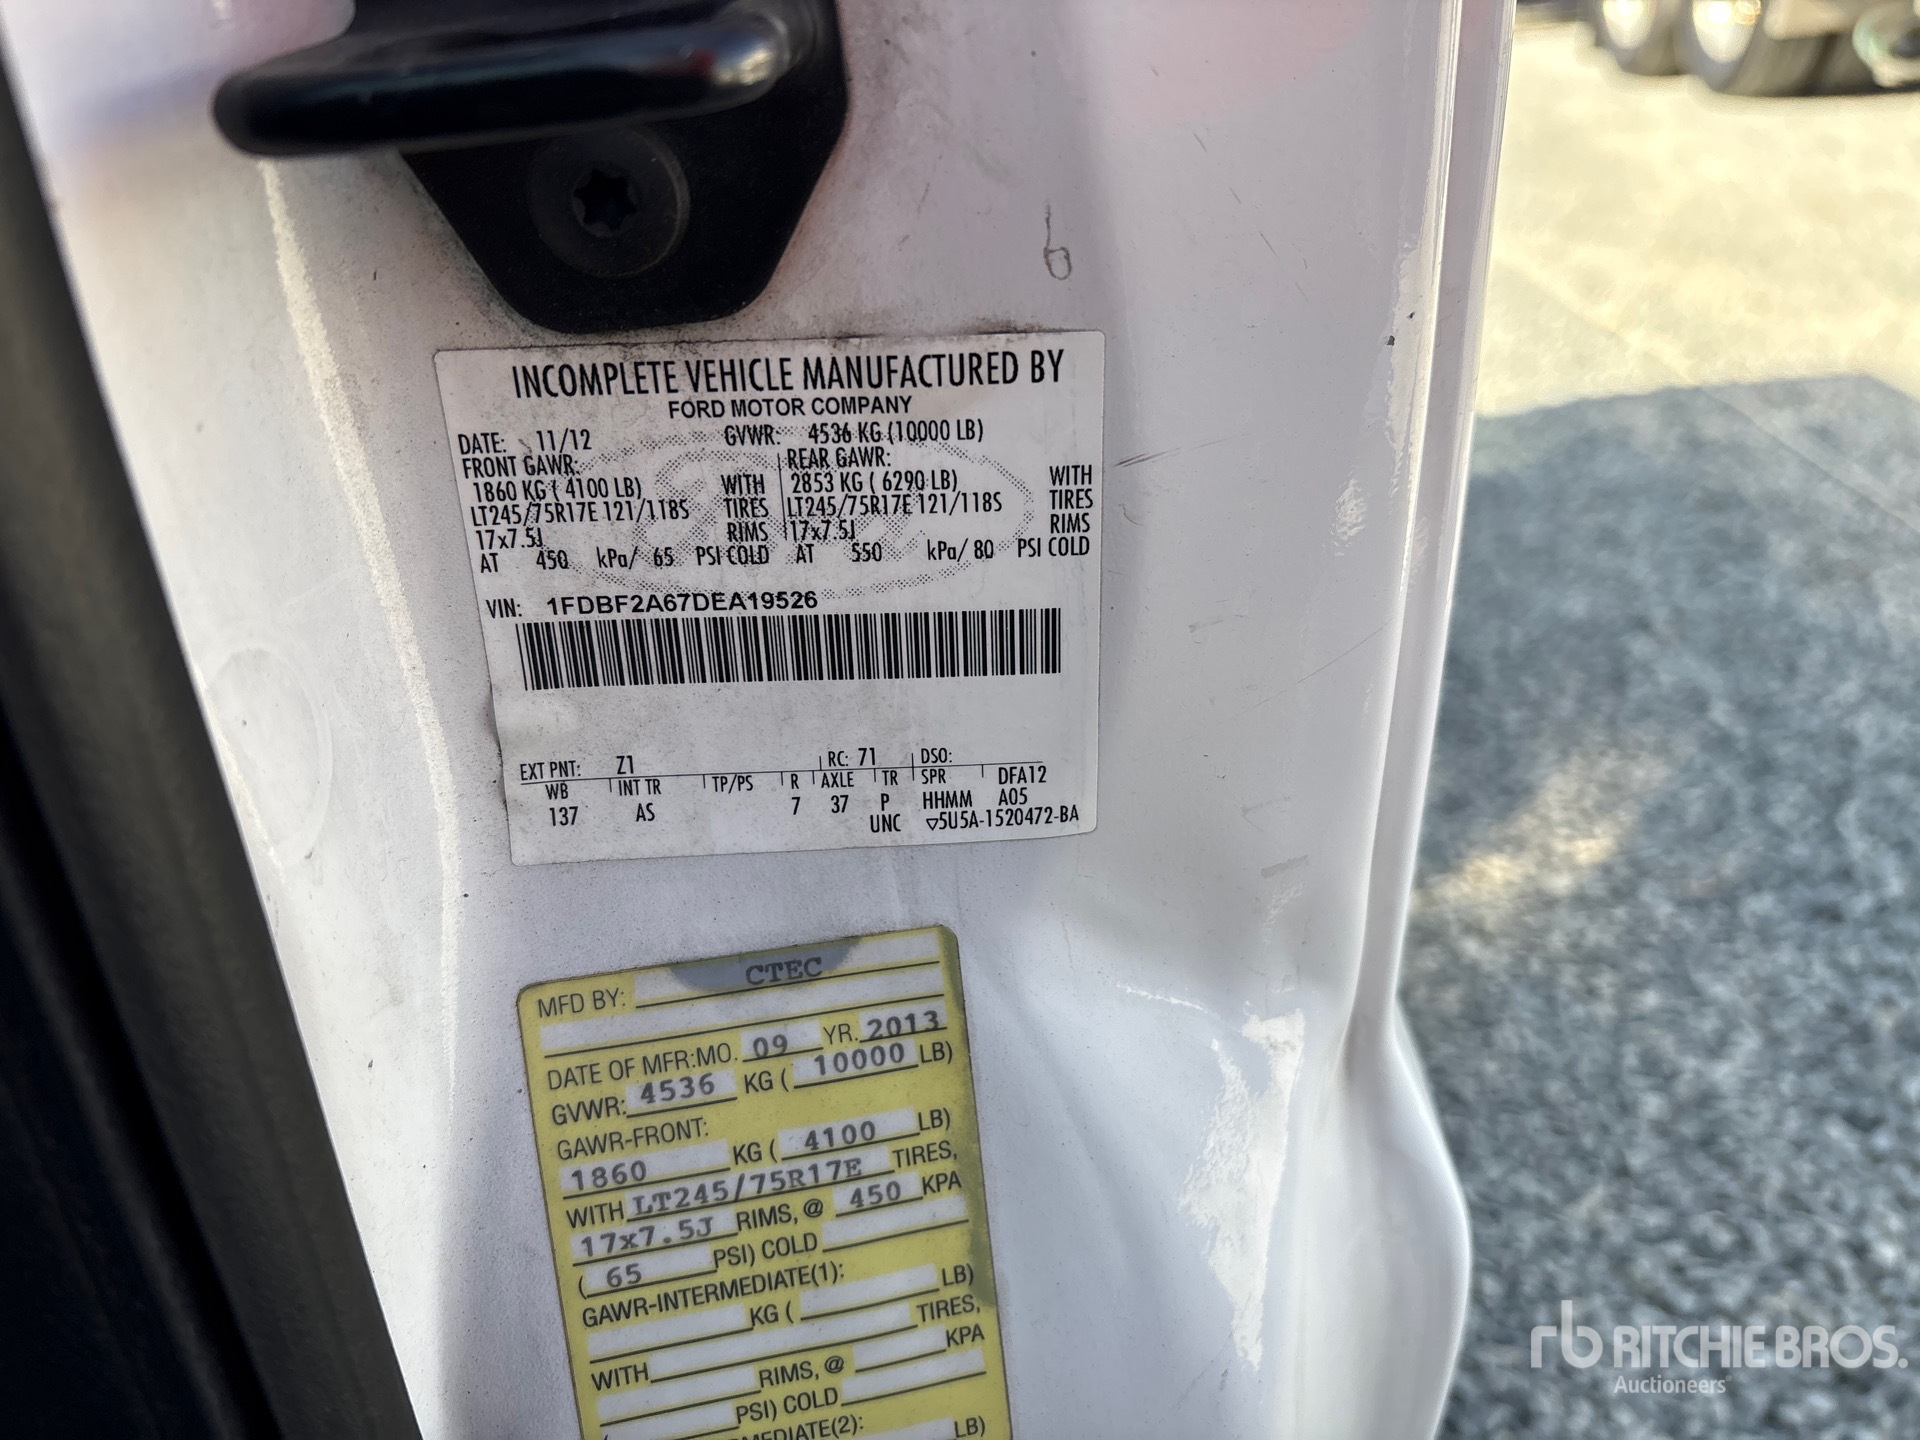 6
INCOMPLETE VEHICLE MANUFACTURED BY
FORD MOTOR COMPANY
DATE: 11/12 GVWR: 4536 KG (10000 LB)
FRONT GAWR: REAR GAWR:
1860 KG ( 4100 LB) WITH 2853 KG ( 6290 LB) WITH
LT245/75R17E 121/118S TIRES LT245/75R17E 121/118S TIRES
17x7.5J RIMS 17x7.5J RIMS
AT 450 kPa/ 65 PSI COLD AT 550 kPa/ 80 PSI COLD
VIN: 1FDBF2A67DEA19526
EXT PNT: Z1 RC: 71 DSO:
WB INT TR TP/PS R AXLE TR SPR DFA12
137 AS 7 37 P HHMM A05
UNC ▽5U5A-1520472-BA
MFD BY: CTEC
DATE OF MFR:MO. 09 YR. 2013
GVWR: 4536 KG ( 10000 LB)
GAWR-FRONT:
1860 KG ( 4100 LB)
WITH LT245/75R17E TIRES,
17x7.5J RIMS, @ 450 KPA
( 65 PSI) COLD
GAWR-INTERMEDIATE(1):
KG ( LB)
WITH TIRES,
RIMS, @ KPA
( PSI) COLD
LB)
rb RITCHIE BROS.
Auctioneers